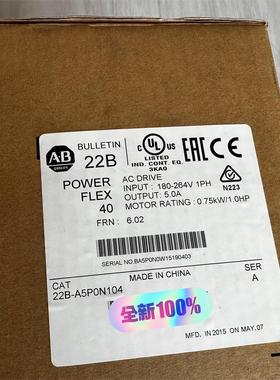 AB
QUALITY
BULLETIN
22B
UL
LISTED
IND. CONT. EQ.
3KA0
EAC
CE
N223
POWER
FLEX
40
AC DRIVE
INPUT : 180-264V 1PH
OUTPUT: 5.0A
MOTOR RATING : 0.75kW/1.0HP
FRN : 6.02
SERIAL NO.BA5P0N0W15190403
CAT
22B-A5P0N104
MADE IN CHINA
SER
A
全新100%
MFD. IN 2015 ON MAY.07